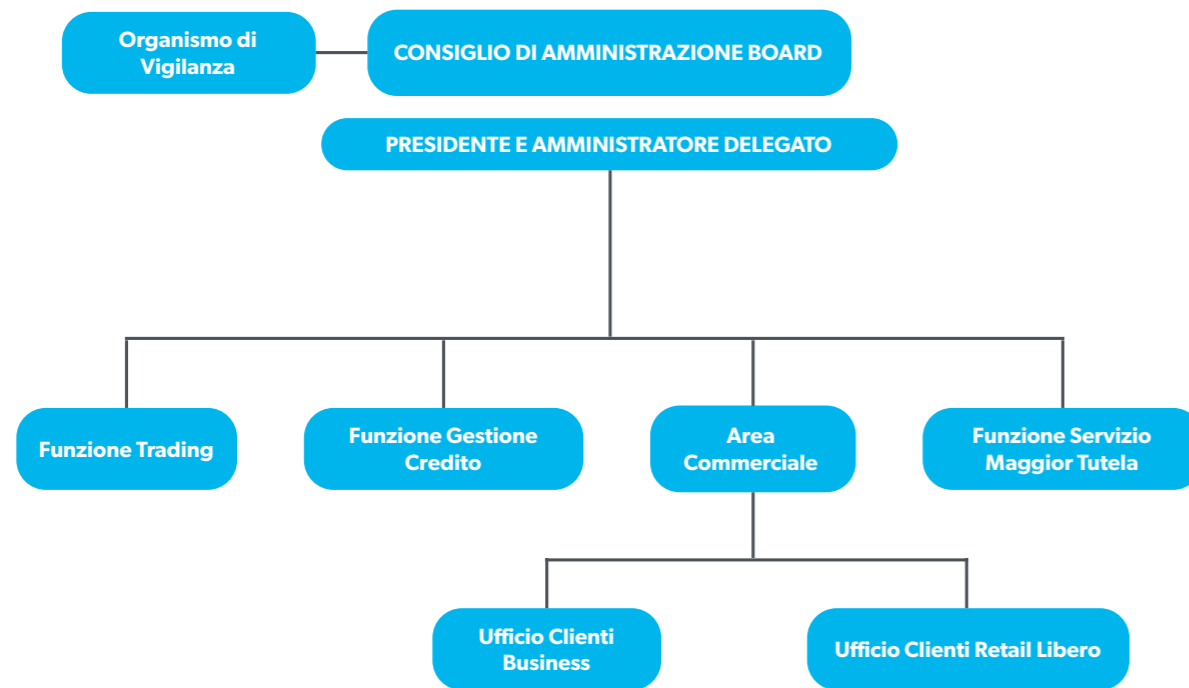 Organismo di
Vigilanza
CONSIGLIO DI AMMINISTRAZIONE BOARD
PRESIDENTE E AMMINISTRATORE DELEGATO
Funzione Trading
Funzione Gestione
Credito
Area
Commerciale
Funzione Servizio
Maggior Tutela
Ufficio Clienti
Business
Ufficio Clienti Retail Libero